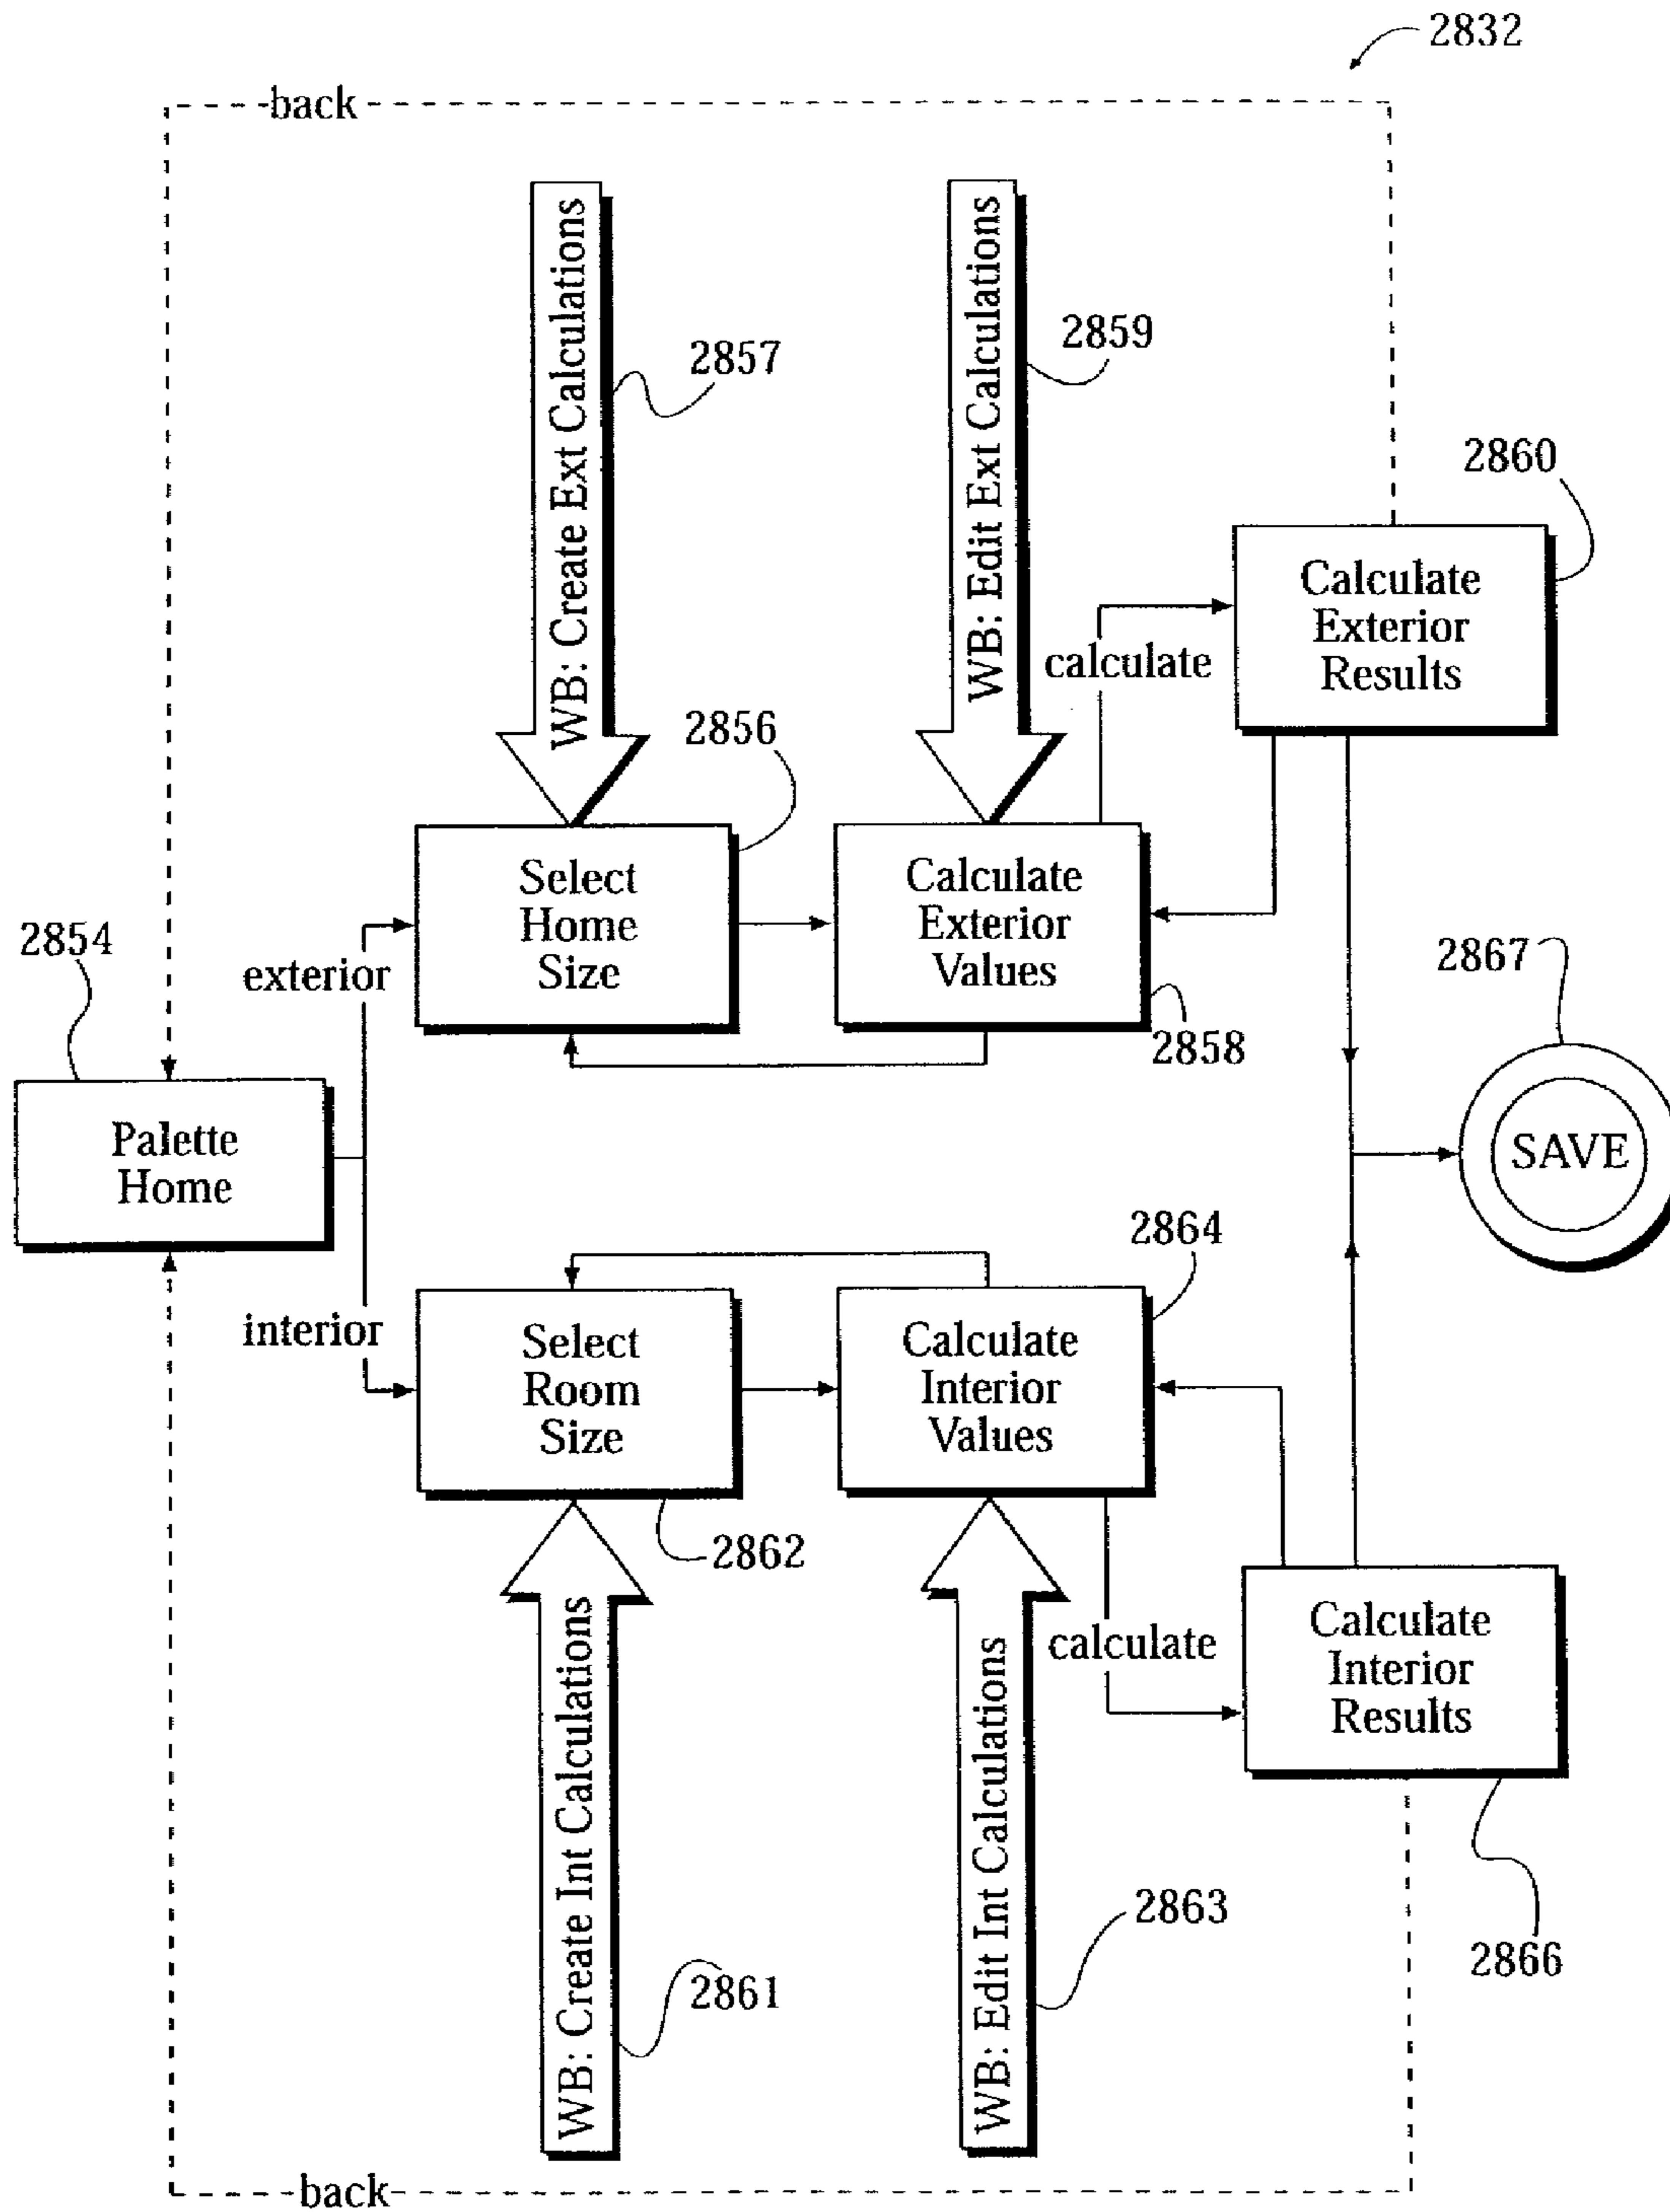 2832
back
WB: Create Ext Calculations
WB: Edit Ext Calculations
2857
2859
2860
Calculate
Exterior
Results
calculate
2856
Select
Home
Size
Calculate
Exterior
Values
2858
2854
exterior
Palette
Home
2867
SAVE
interior
2864
Select
Room
Size
Calculate
Interior
Values
2862
calculate
Calculate
Interior
Results
WB: Create Int Calculations
WB: Edit Int Calculations
2861
2863
2866
back